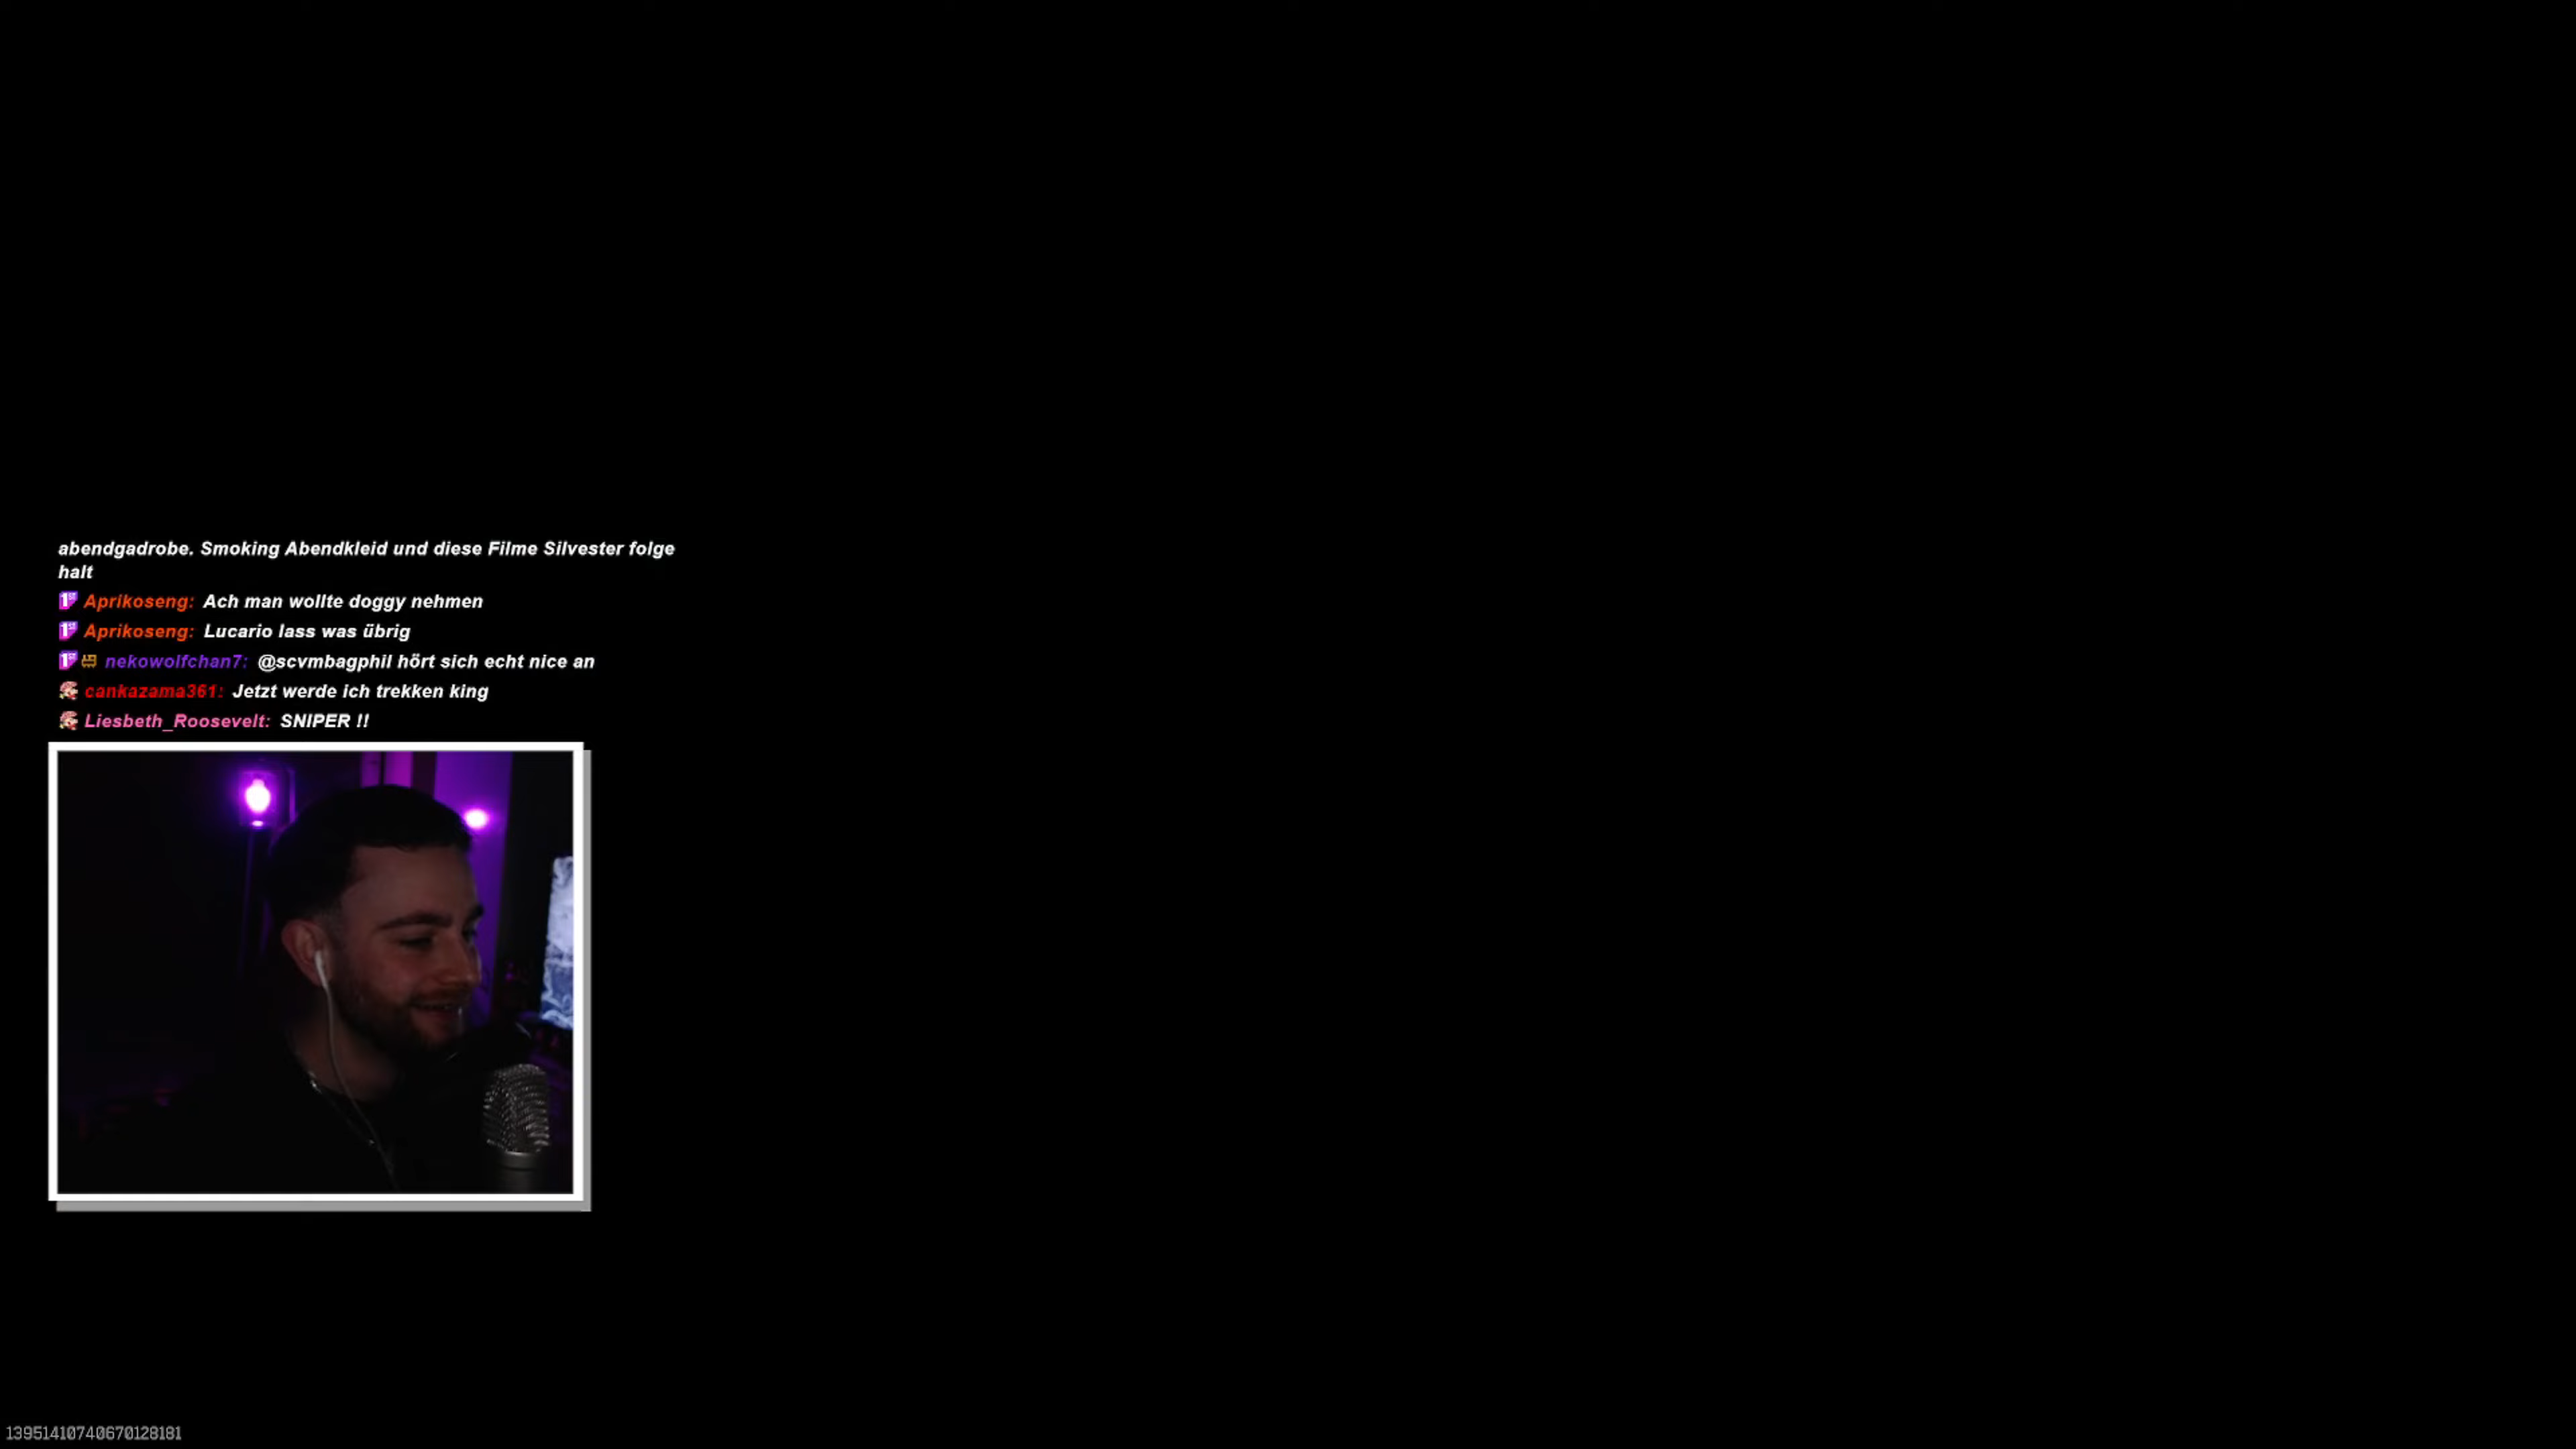 abendgadrobe. Smoking Abendkleid und diese Filme Silvester folge
halt
Aprikoseng: Ach man wollte doggy nehmen
Aprikoseng: Lucario lass was übrig
nekowolfchan7: @scvmbagphil hört sich echt nice an
cankazama361: Jetzt werde ich trekken king
Liesbeth_Roosevelt: SNIPER !!
13951410740670128181